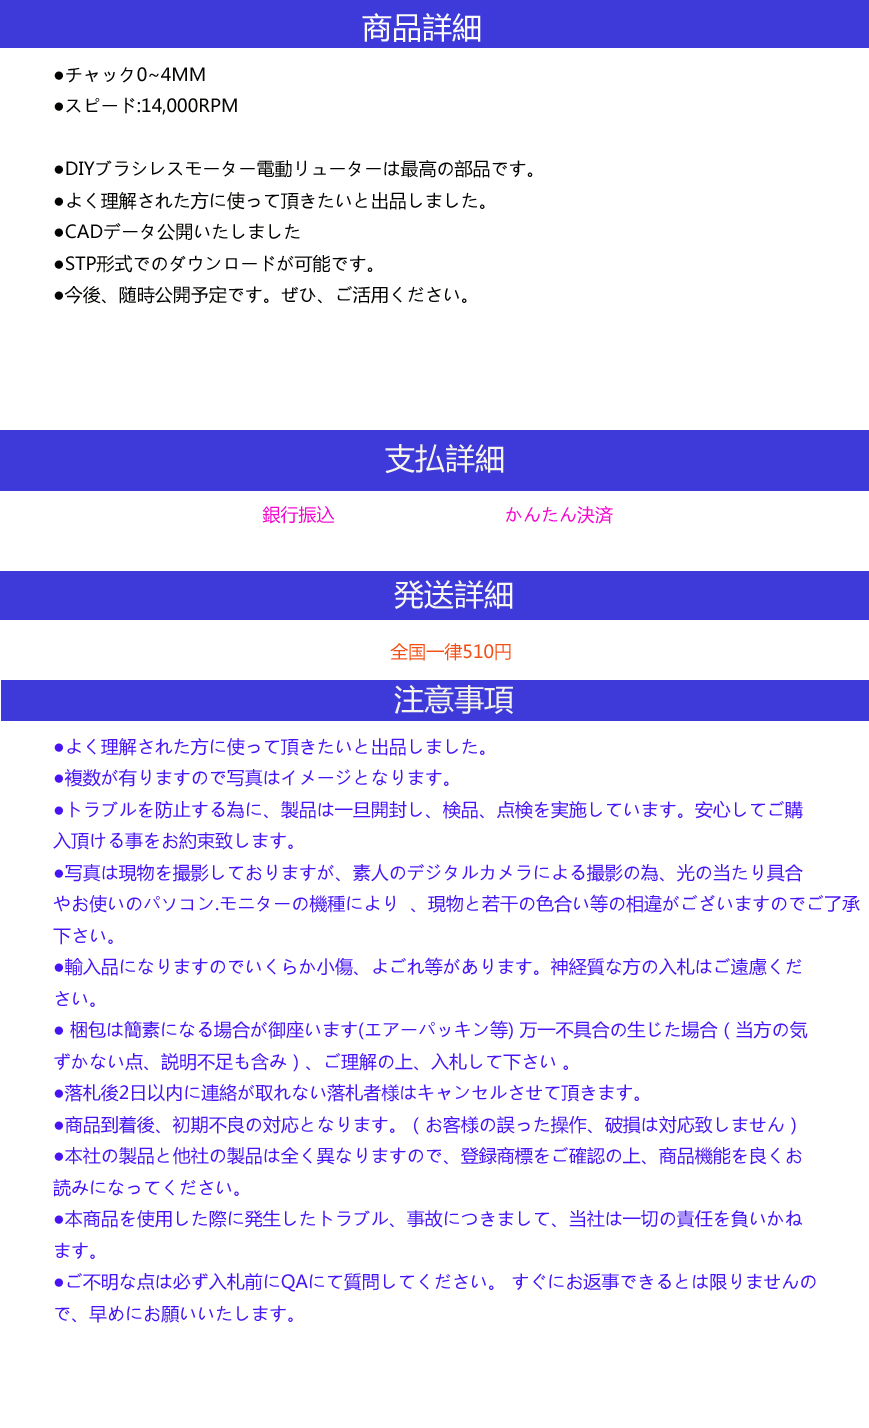 商品詳細
●チャック0~4MM
●スピード:14,000RPM
●DIYブラシレスモーター電動リューターは最高の部品です。
●よく理解された方に使って頂きたいと出品しました。
●CADデータ公開いたしました
●STP形式でのダウンロードが可能です。
●今後、随時公開予定です。ぜひ、ご活用ください。
支払詳細
銀行振込 かんたん決済
発送詳細
全国一律510円
注意事項
●よく理解された方に使って頂きたいと出品しました。
●複数が有りますので写真はイメージとなります。
●トラブルを防止する為に、製品は一旦開封し、検品、点検を実施しています。安心してご購
入頂ける事をお約束致します。
●写真は現物を撮影しておりますが、素人のデジタルカメラによる撮影の為、光の当たり具合
やお使いのパソコン.モニターの機種により 、現物と若干の色合い等の相違がございますのでご了承
下さい。
●輸入品になりますのでいくらか小傷、よごれ等があります。神経質な方の入札はご遠慮くだ
さい。
●梱包は簡素になる場合が御座います(エアーパッキン等) 万一不具合の生じた場合 ( 当方の気
ずかない点、説明不足も含み ) 、ご理解の上、入札して下さい 。
●落札後2日以内に連絡が取れない落札者様はキャンセルさせて頂きます。
●商品到着後、初期不良の対応となります。 ( お客様の誤った操作、破損は対応致しません )
●本社の製品と他社の製品は全く異なりますので、登録商標をご確認の上、商品機能を良くお
読みになってください。
●本商品を使用した際に発生したトラブル、事故につきまして、当社は一切の責任を負いかね
ます。
●ご不明な点は必ず入札前にQAにて質問してください。 すぐにお返事できるとは限りませんの
で、早めにお願いいたします。